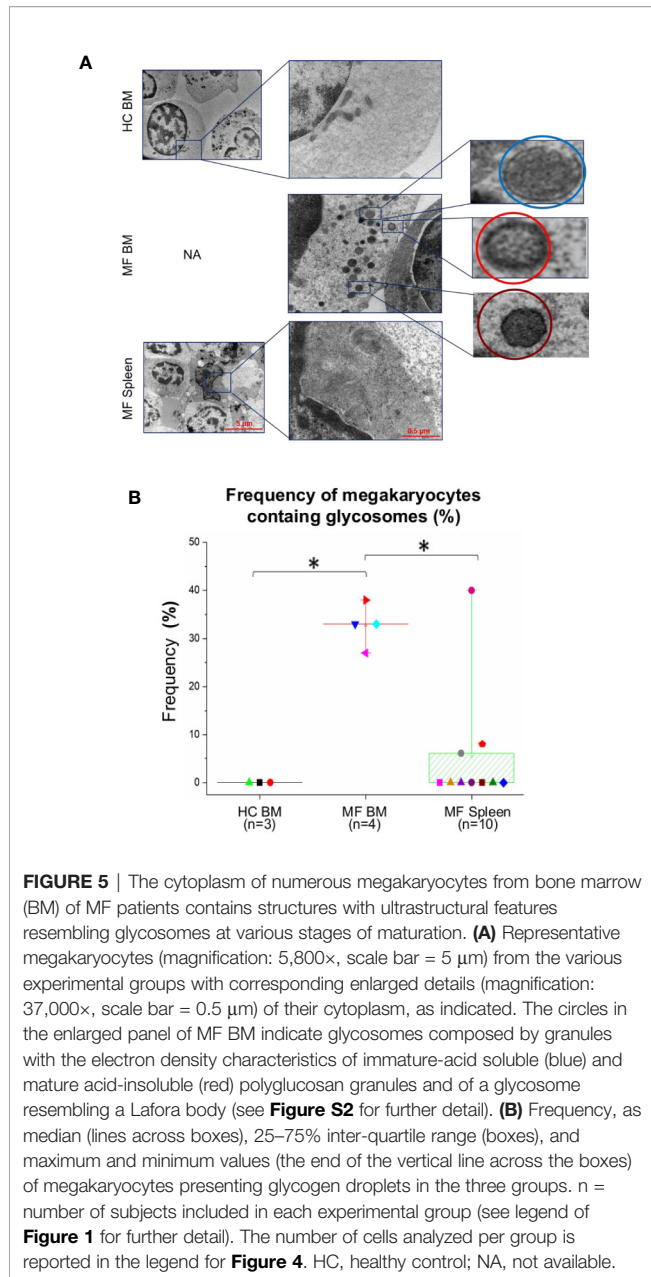 A
HC BM
MF BM
NA
MF Spleen
5 µm
0.5 µm
B
Frequency of megakaryocytes
containg glycosomes (%)
50
40
30
20
10
0
Frequency (%)
*
*
HC BM
(n=3)
MF BM
(n=4)
MF Spleen
(n=10)
FIGURE 5 | The cytoplasm of numerous megakaryocytes from bone marrow
(BM) of MF patients contains structures with ultrastructural features
resembling glycosomes at various stages of maturation. (A) Representative
megakaryocytes (magnification: 5,800×, scale bar = 5 µm) from the various
experimental groups with corresponding enlarged details (magnification:
37,000×, scale bar = 0.5 µm) of their cytoplasm, as indicated. The circles in
the enlarged panel of MF BM indicate glycosomes composed by granules
with the electron density characteristics of immature-acid soluble (blue) and
mature acid-insoluble (red) polyglucosan granules and of a glycosome
resembling a Lafora body (see Figure S2 for further detail). (B) Frequency, as
median (lines across boxes), 25–75% inter-quartile range (boxes), and
maximum and minimum values (the end of the vertical line across the boxes)
of megakaryocytes presenting glycogen droplets in the three groups. n =
number of subjects included in each experimental group (see legend of
Figure 1 for further detail). The number of cells analyzed per group is
reported in the legend for Figure 4. HC, healthy control; NA, not available.